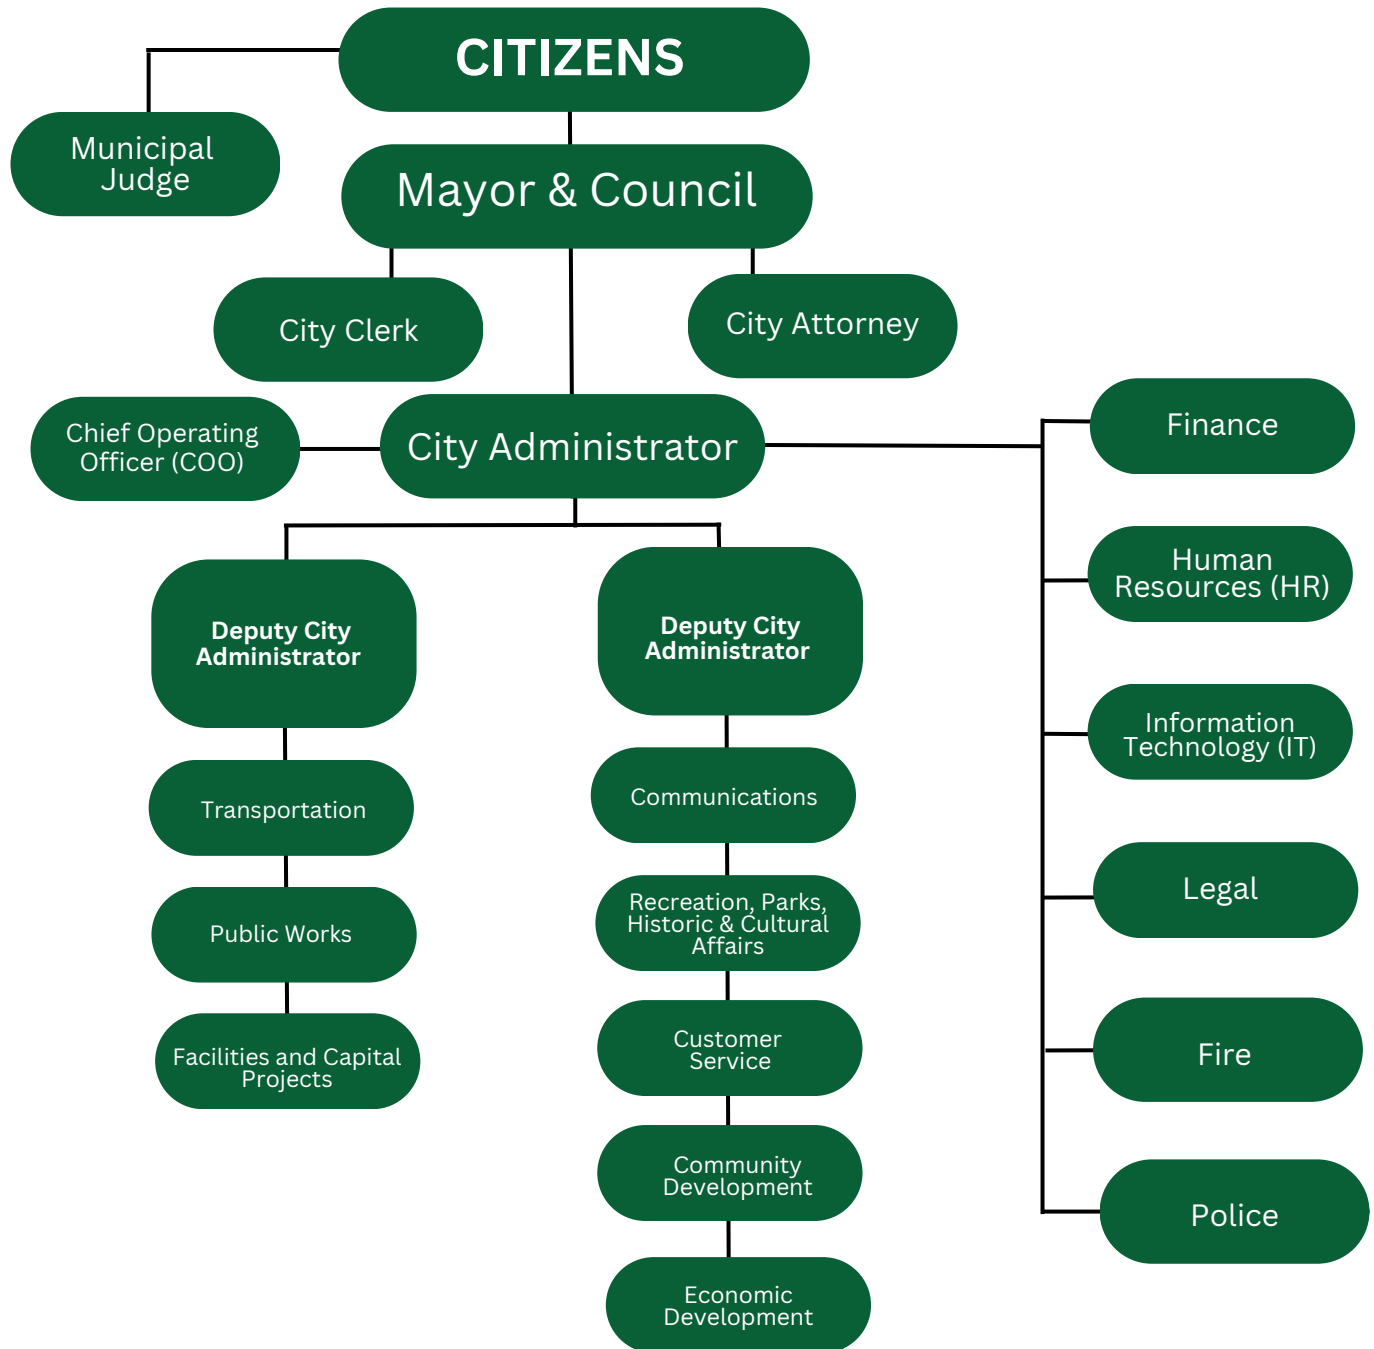 CITIZENS
Municipal
Judge
Mayor & Council
City Clerk
City Attorney
Chief Operating
Officer (COO)
City Administrator
Finance
Human
Resources (HR)
Information
Technology (IT)
Legal
Fire
Police
Deputy City
Administrator
Transportation
Public Works
Facilities and Capital
Projects
Deputy City
Administrator
Communications
Recreation, Parks,
Historic & Cultural
Affairs
Customer
Service
Community
Development
Economic
Development